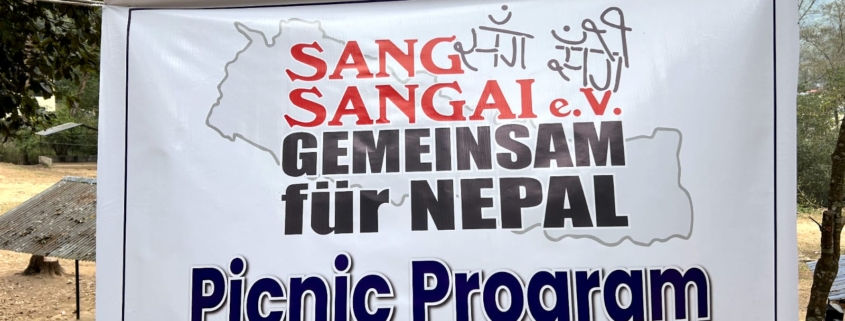 SANG सँग सँगै
SANGAI e.V.
GEMEINSAM
für NEPAL
Picnic Program